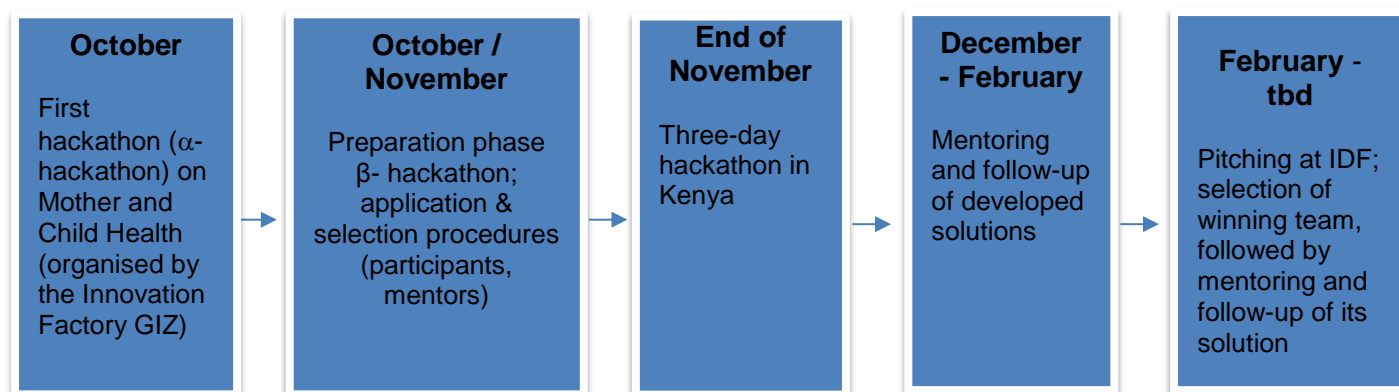 October
First
hackathon (α-
hackathon) on
Mother and
Child Health
(organised by
the Innovation
Factory GIZ)
October /
November
Preparation phase
β- hackathon;
application &
selection procedures
(participants,
mentors)
End of
November
Three-day
hackathon in
Kenya
December
- February
Mentoring
and follow-up
of developed
solutions
February -
tbd
Pitching at IDF;
selection of
winning team,
followed by
mentoring and
follow-up of its
solution